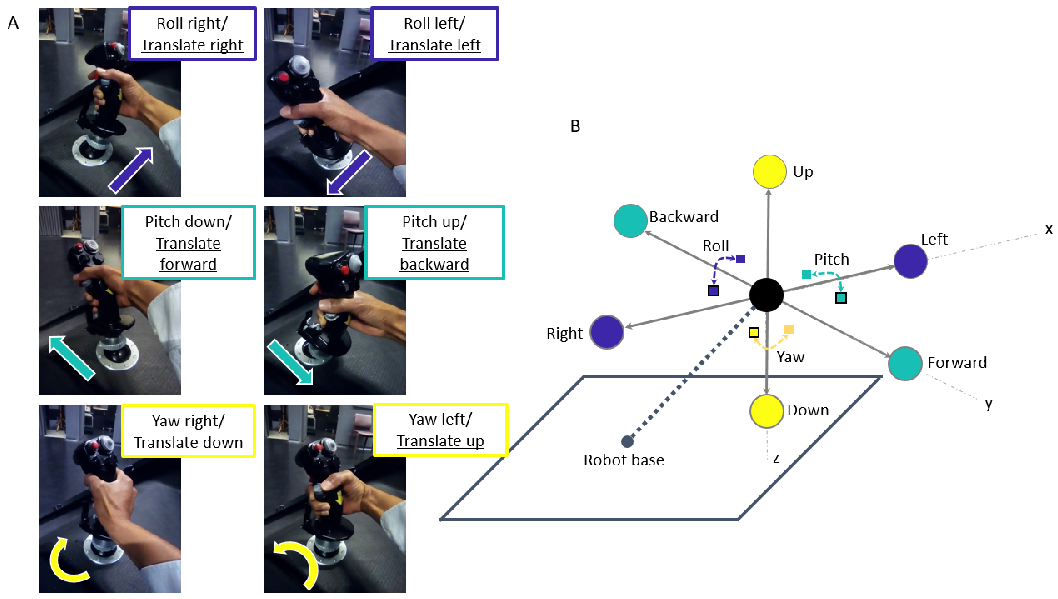 A
Roll right/
Translate right
Roll left/
Translate left
Pitch down/
Translate
forward
Pitch up/
Translate
backward
Yaw right/
Translate down
Yaw left/
Translate up
B
Up
Backward
Left
x
Roll
Pitch
Right
Forward
Yaw
y
Down
Robot base
z